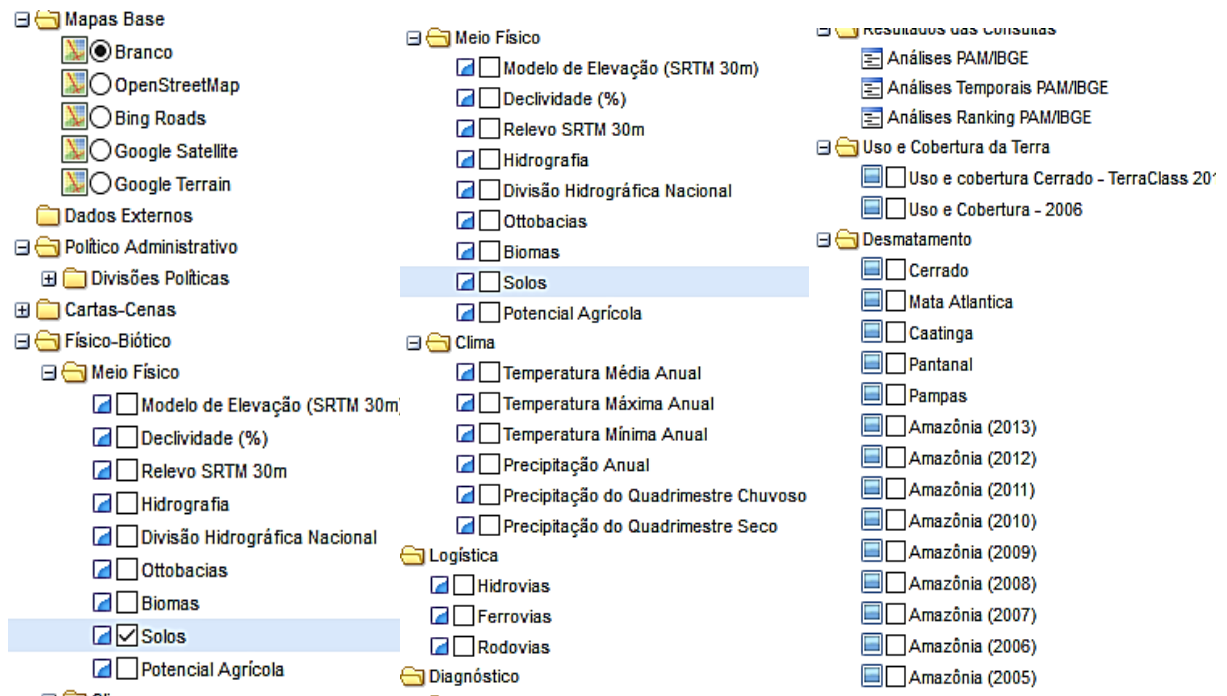 Mapas Base
Branco
OpenStreetMap
Bing Roads
Google Satellite
Google Terrain
Dados Externos
Político Administrativo
Divisões Políticas
Cartas-Cenas
Físico-Biótico
Meio Físico
Modelo de Elevação (SRTM 30m)
Declividade (%)
Relevo SRTM 30m
Hidrografia
Divisão Hidrográfica Nacional
Ottobacias
Biomas
Solos
Potencial Agrícola
Meio Físico
Modelo de Elevação (SRTM 30m)
Declividade (%)
Relevo SRTM 30m
Hidrografia
Divisão Hidrográfica Nacional
Ottobacias
Biomas
Solos
Potencial Agrícola
Clima
Temperatura Média Anual
Temperatura Máxima Anual
Temperatura Mínima Anual
Precipitação Anual
Precipitação do Quadrimestre Chuvoso
Precipitação do Quadrimestre Seco
Logística
Hidrovias
Ferrovias
Rodovias
Diagnóstico
Resultados das Consultas
Análises PAM/IBGE
Análises Temporais PAM/IBGE
Análises Ranking PAM/IBGE
Uso e Cobertura da Terra
Uso e cobertura Cerrado - TerraClass 201
Uso e Cobertura - 2006
Desmatamento
Cerrado
Mata Atlantica
Caatinga
Pantanal
Pampas
Amazônia (2013)
Amazônia (2012)
Amazônia (2011)
Amazônia (2010)
Amazônia (2009)
Amazônia (2008)
Amazônia (2007)
Amazônia (2006)
Amazônia (2005)